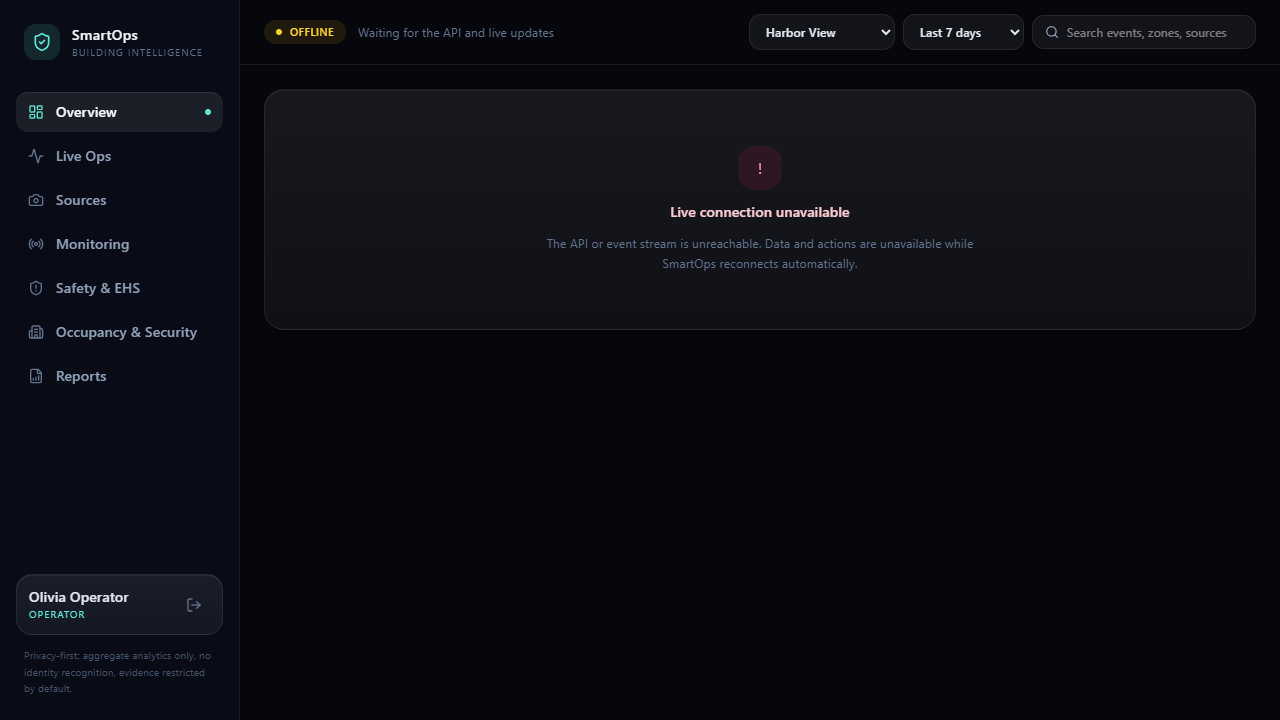 SmartOps
BUILDING INTELLIGENCE
Overview
Live Ops
Sources
Monitoring
Safety & EHS
Occupancy & Security
Reports
Olivia Operator
OPERATOR
Privacy-first: aggregate analytics only, no
identity recognition, evidence restricted
by default.
OFFLINE
Waiting for the API and live updates
Harbor View
Last 7 days
Search events, zones, sources
!
Live connection unavailable
The API or event stream is unreachable. Data and actions are unavailable while
SmartOps reconnects automatically.